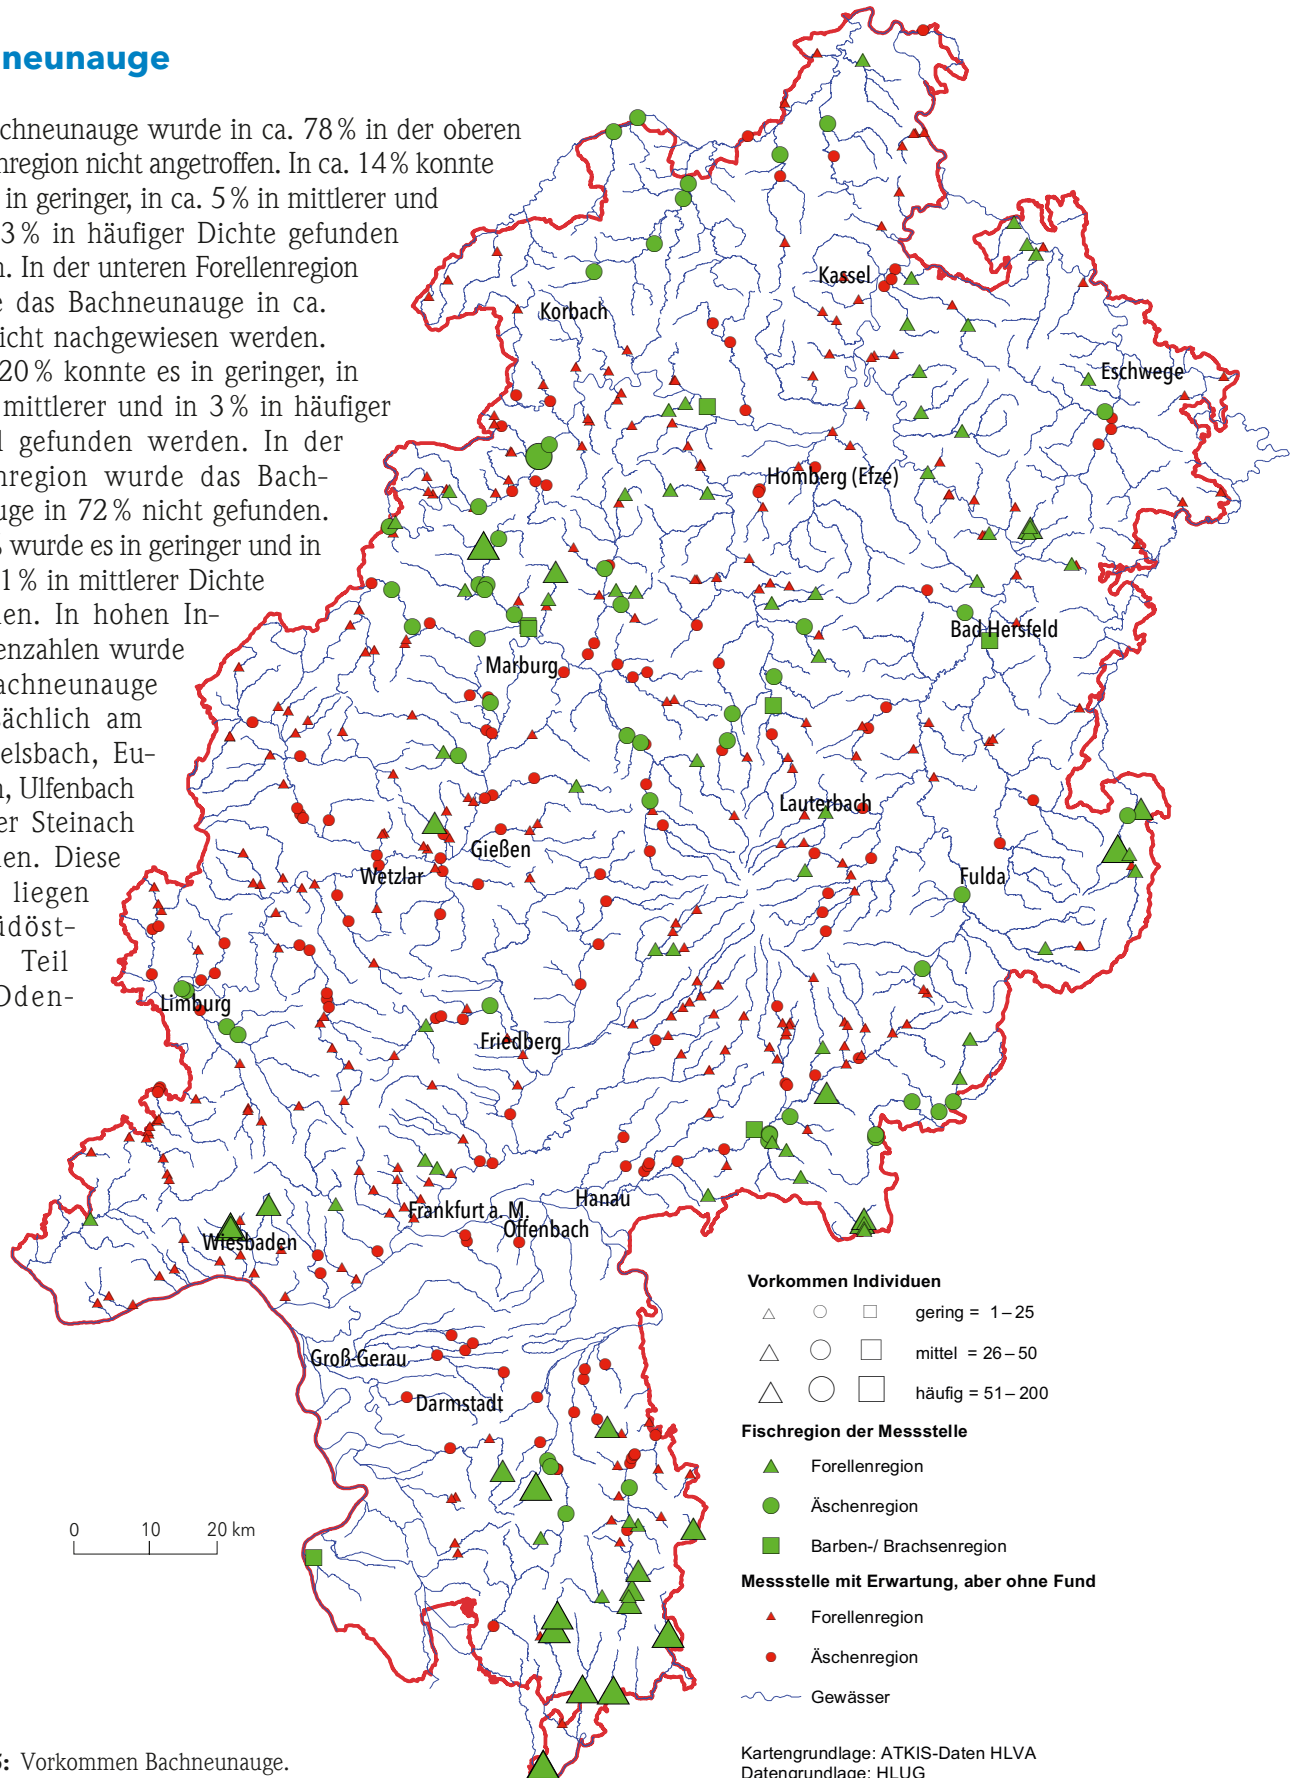 neunauge
chneunauge wurde in ca. 78 % in der oberen
nregion nicht angetroffen. In ca. 14 % konnte
in geringer, in ca. 5 % in mittlerer und
3 % in häufiger Dichte gefunden
n. In der unteren Forellenregion
e das Bachneunauge in ca.
icht nachgewiesen werden.
20 % konnte es in geringer, in
mittlerer und in 3 % in häufiger
l gefunden werden. In der
nregion wurde das Bach-
uge in 72 % nicht gefunden.
% wurde es in geringer und in
1 % in mittlerer Dichte
en. In hohen In-
enzahlen wurde
achneunauge
sächlich am
elsbach, Eu-
n, Ulfenbach
er Steinach
en. Diese
liegen
üdöst-
Teil
Oden-
Kassel
Korbach
Eschwege
Homberg (Efze)
Bad Hersfeld
Marburg
Lauterbach
Gießen
Wetzlar
Fulda
Limburg
Friedberg
Hanau
Frankfurt a. M.
Offenbach
Wiesbaden
Groß-Gerau
Darmstadt
Vorkommen Individuen
gering = 1 – 25
mittel = 26 – 50
häufig = 51 – 200
Fischregion der Messstelle
Forellenregion
Äschenregion
Barben-/ Brachsenregion
Messstelle mit Erwartung, aber ohne Fund
Forellenregion
Äschenregion
Gewässer
0 10 20 km
: Vorkommen Bachneunauge.
Kartengrundlage: ATKIS-Daten HLVA
Datengrundlage: HLUG